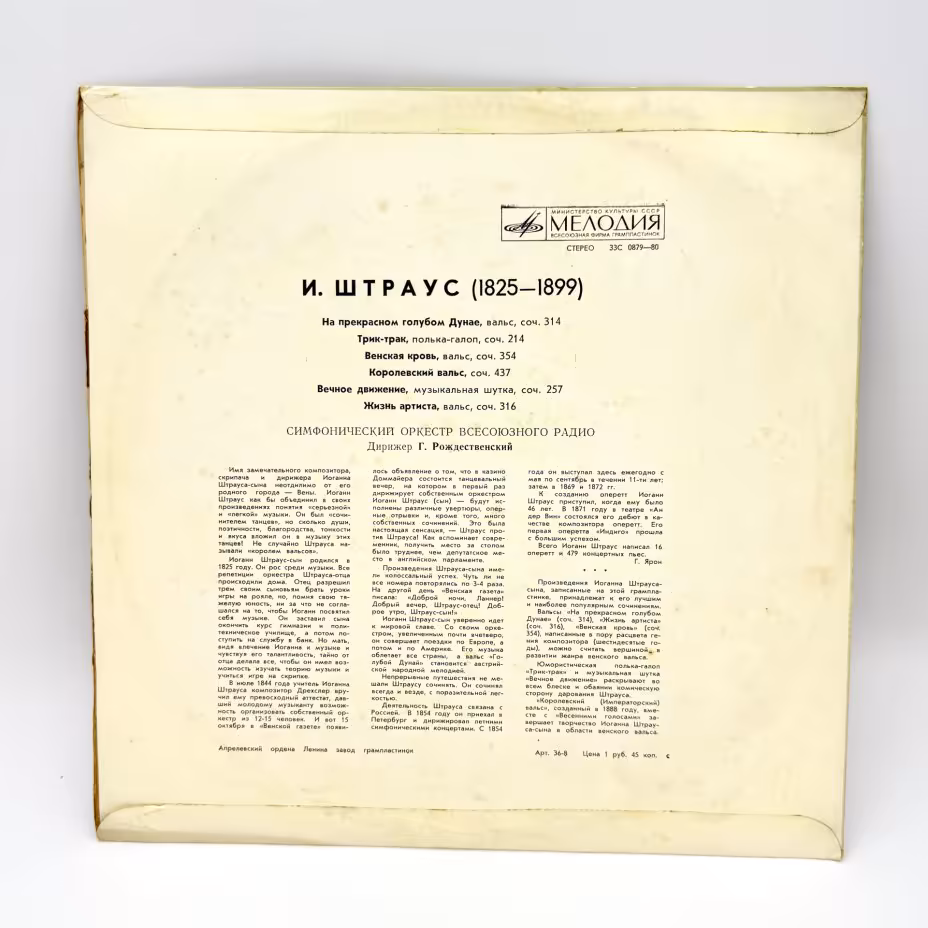 МИНИСТЕРСТВО КУЛЬТУРЫ СССР
МЕЛОДИЯ
ВСЕСОЮЗНАЯ ФИРМА ГРАМПЛАСТИНОК
СТЕРЕО 33С 0879—80
И. ШТРАУС (1825—1899)
На прекрасном голубом Дунае, вальс, соч. 314
Трик-трак, полька-галоп, соч. 214
Венская кровь, вальс, соч. 354
Королевский вальс, соч. 437
Вечное движение, музыкальная шутка, соч. 257
Жизнь артиста, вальс, соч. 316
СИМФОНИЧЕСКИЙ ОРКЕСТР ВСЕСОЮЗНОГО РАДИО
Дирижер Г. Рождественский
Имя замечательного композитора,
скрипача и дирижера Иоганна
Штрауса-сына неотделимо от его
родного города — Вены. Иоганн
Штраус как бы объединил в своих
произведениях понятия «серьезной»
и «легкой» музыки. Он был «сочи-
нителем танцев», но сколько души,
поэтичности, благородства, тонкости
и вкуса вложил он в музыку этих
танцев! Не случайно Штрауса на-
зывали «королем вальсов».
Иоганн Штраус-сын родился в
1825 году. Он рос среди музыки. Все
репетиции оркестра Штрауса-отца
происходили дома. Отец разрешил
трем своим сыновьям брать уроки
игры на рояле, но, помня свою тя-
желую юность, ни за что не согла-
шался на то, чтобы Иоганн посвятил
себя музыке. Он заставил сына
окончить курс гимназии и поли-
техническое училище, а потом по-
ступить на службу в банк. Но мать,
видя влечение Иоганна к музыке и
чувствуя его талантливость, тайно от
отца делала все, чтобы он имел воз-
можность изучать теорию музыки и
учиться игре на скрипке.
В июле 1844 года учитель Иоганна
Штрауса композитор Дрехслер вру-
чил ему превосходный аттестат, дав-
ший молодому музыканту возмож-
ность организовать собственный ор-
кестр из 12-15 человек. И вот 15
октября в «Венской газете» появи-
лось объявление о том, что в казино
Доммайера состоится танцевальный
вечер, на котором в первый раз
дирижирует собственным оркестром
Иоганн Штраус (сын) — будут ис-
полнены различные увертюры, опер-
ные отрывки и, кроме того, много
собственных сочинений. Это была
настоящая сенсация, — Штраус про-
тив Штрауса! Как вспоминает совре-
менник, получить место за столом
было труднее, чем депутатское ме-
сто в английском парламенте.
Произведения Штрауса-сына име-
ли колоссальный успех. Чуть ли не
все номера повторялись по 3-4 раза.
На другой день «Венская газета»
писала: «Доброй ночи, Ланнер!
Добрый вечер, Штраус-отец! Доб-
рое утро, Штраус-сын!»
Иоганн Штраус-сын уверенно идет
к мировой славе. Со своим орке-
стром, увеличенным почти вчетверо,
он совершает поездки по Европе, а
потом и по Америке. Его музыка
облетает все страны, а вальс «Го-
лубой Дунай» становится австрий-
ской народной мелодией.
Непрерывные путешествия не ме-
шали Штраусу сочинять. Он сочинял
всегда и везде, с поразительной лег-
костью.
Деятельность Штрауса связана с
Россией. В 1854 году он приехал в
Петербург и дирижировал летними
симфоническими концертами. С 1854
года он выступал здесь ежегодно с
мая по сентябрь в течении 11-ти лет;
затем в 1869 и 1872 гг.
К созданию оперетт Иоганн
Штраус приступил, когда ему было
46 лет. В 1871 году в театре «Ан
дер Вин» состоялся его дебют в ка-
честве композитора оперетт. Его
первая оперетта «Индиго» прошла
с большим успехом.
Всего Иоганн Штраус написал 16
оперетт и 479 концертных пьес.
Г. Ярон
* * *
Произведения Иоганна Штрауса-
сына, записанные на этой грампла-
стинке, принадлежат к его лучшим
и наиболее популярным сочинениям.
Вальсы «На прекрасном голубом
Дунае» (соч. 314), «Жизнь артиста»
(соч. 316), «Венская кровь» (соч.
354), написанные в пору расцвета ге-
ния композитора (шестидесятые го-
ды), можно считать вершиной в
развитии жанра венского вальса.
Юмористическая полька-галоп
«Трик-трак» и музыкальная шутка
«Вечное движение» раскрывают во
всем блеске и обаянии комическую
сторону дарования Штрауса.
«Королевский (Императорский)
вальс», созданный в 1888 году, вме-
сте с «Весенними голосами» за-
вершает творчество Иоганна Штрау-
са-сына в области венского вальса.
Апрелевский ордена Ленина завод грампластинок
Арт. 36-8 Цена 1 руб. 45 коп.